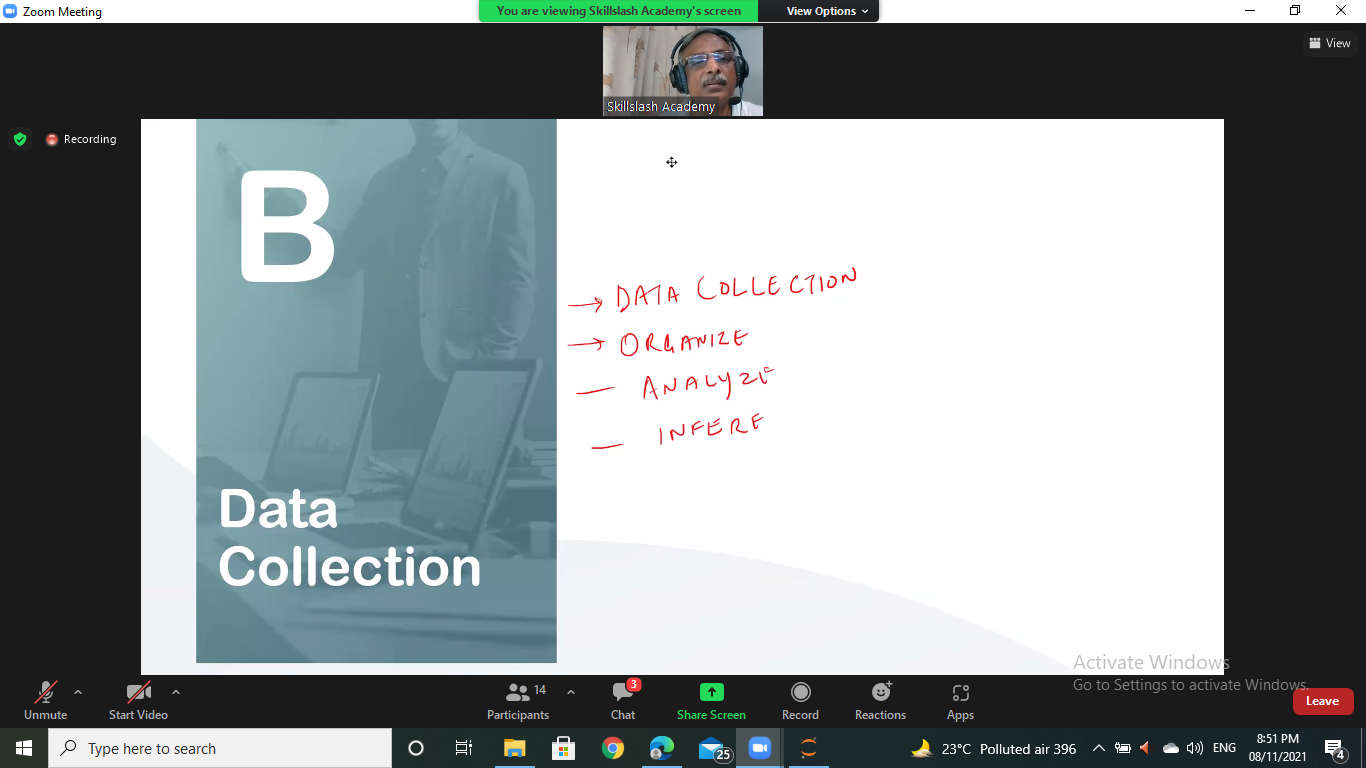 Zoom Meeting
You are viewing Skillslash Academy's screen
View Options
View
Skillslash Academy
Recording
B
DATA COLLECTION
ORGANIZE
ANALYZE
INFERE
Data
Collection
Activate Windows
Go to Settings to activate Windows.
Unmute
Start Video
14
Participants
3
Chat
Share Screen
Record
Reactions
Apps
Leave
Type here to search
25
23°C Polluted air 396
ENG
8:51 PM
08/11/2021
4